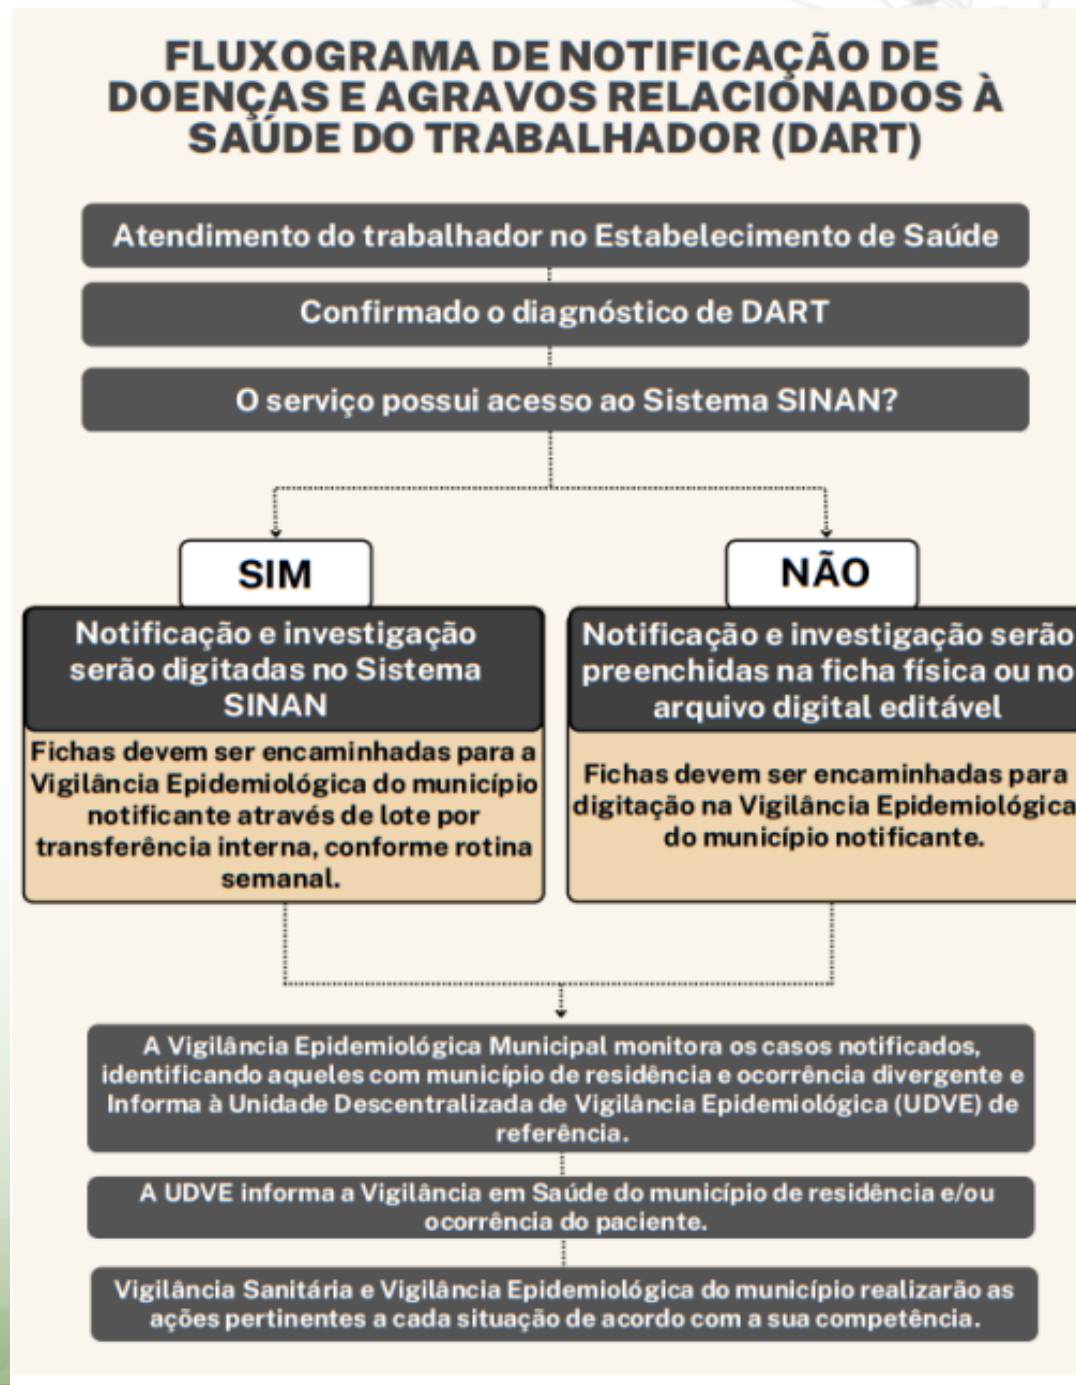 FLUXOGRAMA DE NOTIFICAÇÃO DE
DOENÇAS E AGRAVOS RELACIONADOS À
SAÚDE DO TRABALHADOR (DART)
Atendimento do trabalhador no Estabelecimento de Saúde
Confirmado o diagnóstico de DART
O serviço possui acesso ao Sistema SINAN?
SIM
Notificação e investigação
serão digitadas no Sistema
SINAN
Fichas devem ser encaminhadas para a
Vigilância Epidemiológica do município
notificante através de lote por
transferência interna, conforme rotina
semanal.
NÃO
Notificação e investigação serão
preenchidas na ficha física ou no
arquivo digital editável
Fichas devem ser encaminhadas para
digitação na Vigilância Epidemiológica
do município notificante.
A Vigilância Epidemiológica Municipal monitora os casos notificados,
identificando aqueles com município de residência e ocorrência divergente e
Informa à Unidade Descentralizada de Vigilância Epidemiológica (UDVE) de
referência.
A UDVE informa a Vigilância em Saúde do município de residência e/ou
ocorrência do paciente.
Vigilância Sanitária e Vigilância Epidemiológica do município realizarão as
ações pertinentes a cada situação de acordo com a sua competência.